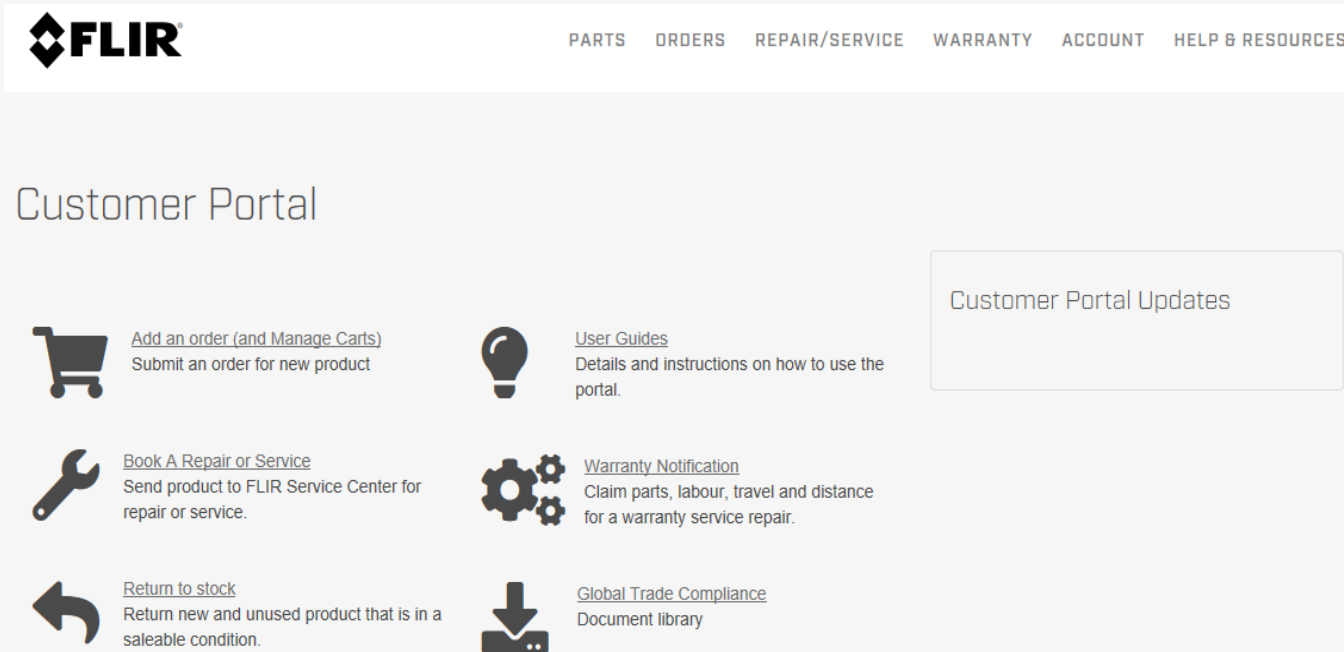 FLIR®
PARTS ORDERS REPAIR/SERVICE WARRANTY ACCOUNT HELP & RESOURCES
Customer Portal
Customer Portal Updates
Add an order (and Manage Carts)
Submit an order for new product
User Guides
Details and instructions on how to use the
portal.
Book A Repair or Service
Send product to FLIR Service Center for
repair or service.
Warranty Notification
Claim parts, labour, travel and distance
for a warranty service repair.
Return to stock
Return new and unused product that is in a
saleable condition.
Global Trade Compliance
Document library